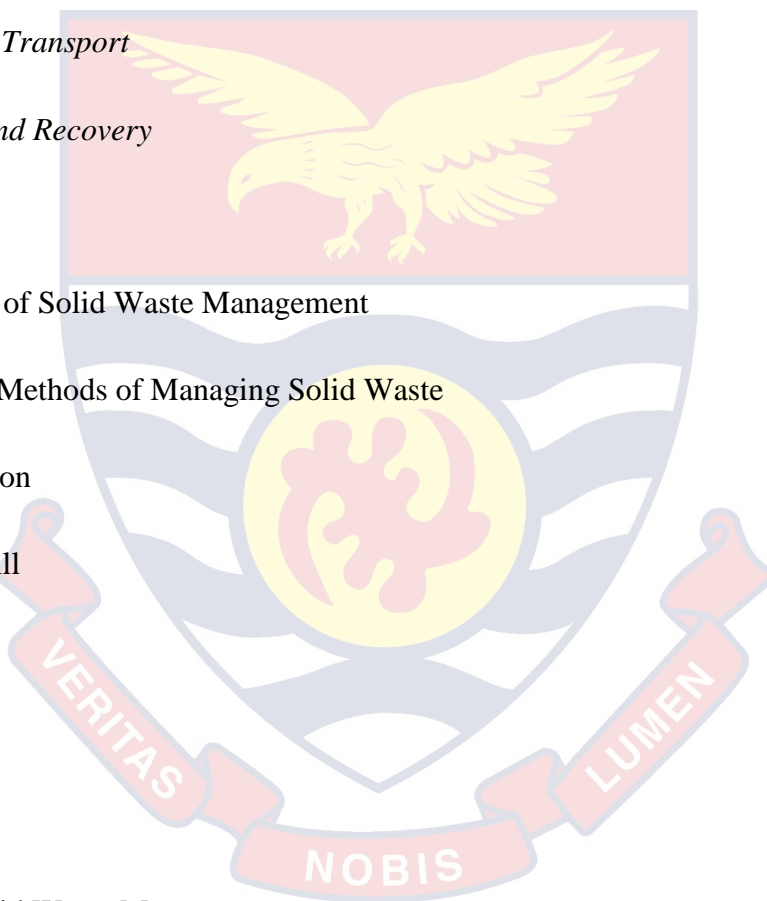 Transport
nd Recovery
of Solid Waste Management
Methods of Managing Solid Waste
on
ll
VERITAS
LUMEN
NOBIS